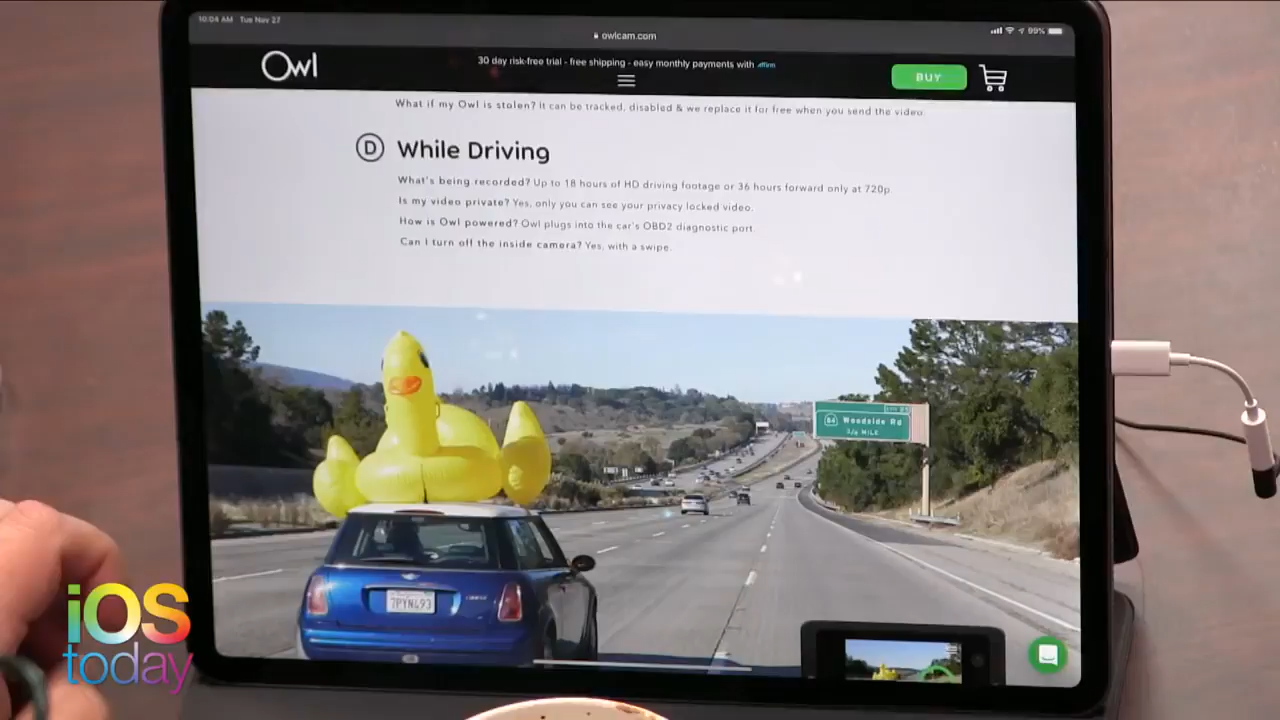 10:04 AM Tue Nov 27
owlcam.com
99%
Owl
30 day risk-free trial - free shipping - easy monthly payments with affirm
BUY
What if my Owl is stolen? It can be tracked, disabled & we replace it for free when you send the video.
D While Driving
What's being recorded? Up to 18 hours of HD driving footage or 36 hours forward only at 720p.
Is my video private? Yes, only you can see your privacy locked video.
How is Owl powered? Owl plugs into the car's OBD2 diagnostic port.
Can I turn off the inside camera? Yes, with a swipe.
84 Woodside Rd
3/4 MILE
7PYN493
iOS
today